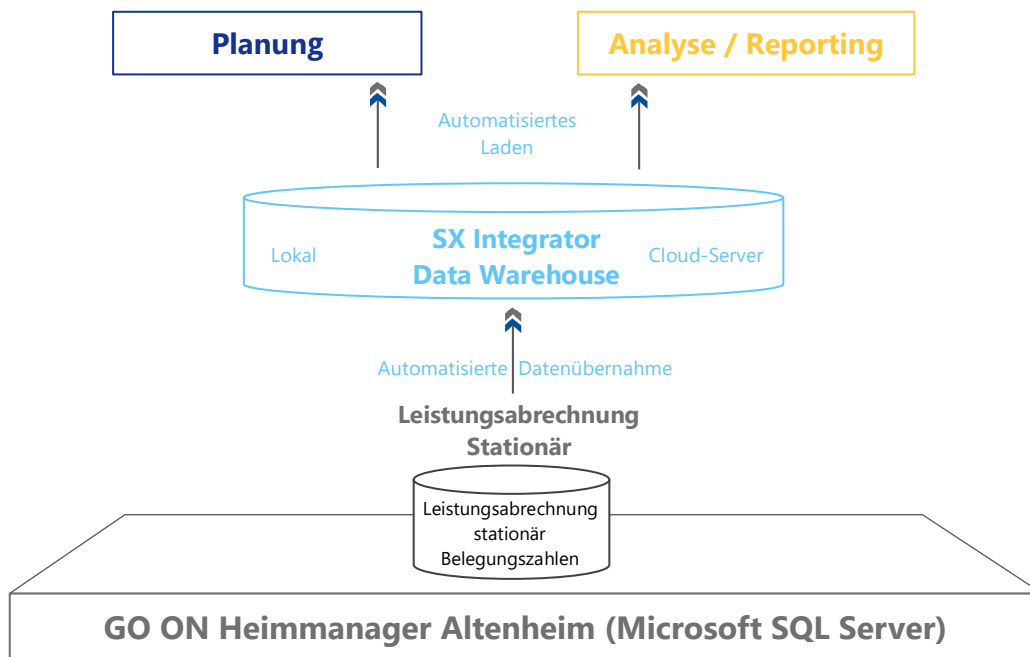 Planung
Analyse / Reporting
Automatisiertes
Laden
SX Integrator
Data Warehouse
Lokal
Cloud-Server
Automatisierte Datenübernahme
Leistungsabrechnung
Stationär
Leistungsabrechnung
stationär
Belegungszahlen
GO ON Heimmanager Altenheim (Microsoft SQL Server)